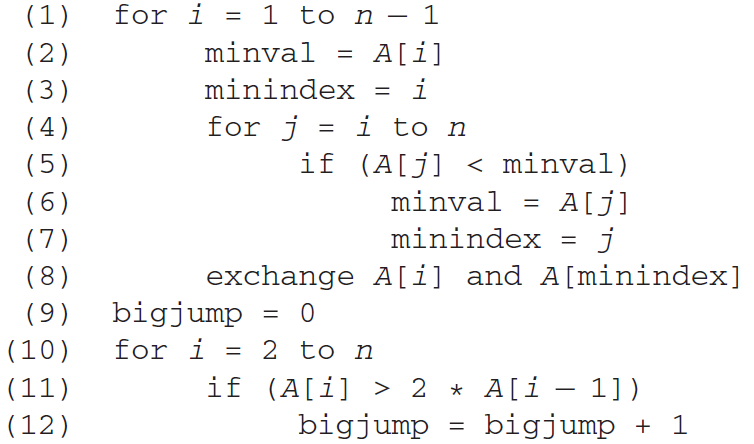 (1) for i = 1 to n − 1
(2) minval = A[i]
(3) minindex = i
(4) for j = i to n
(5) if (A[j] < minval)
(6) minval = A[j]
(7) minindex = j
(8) exchange A[i] and A[minindex]
(9) bigjump = 0
(10) for i = 2 to n
(11) if (A[i] > 2 * A[i − 1])
(12) bigjump = bigjump + 1